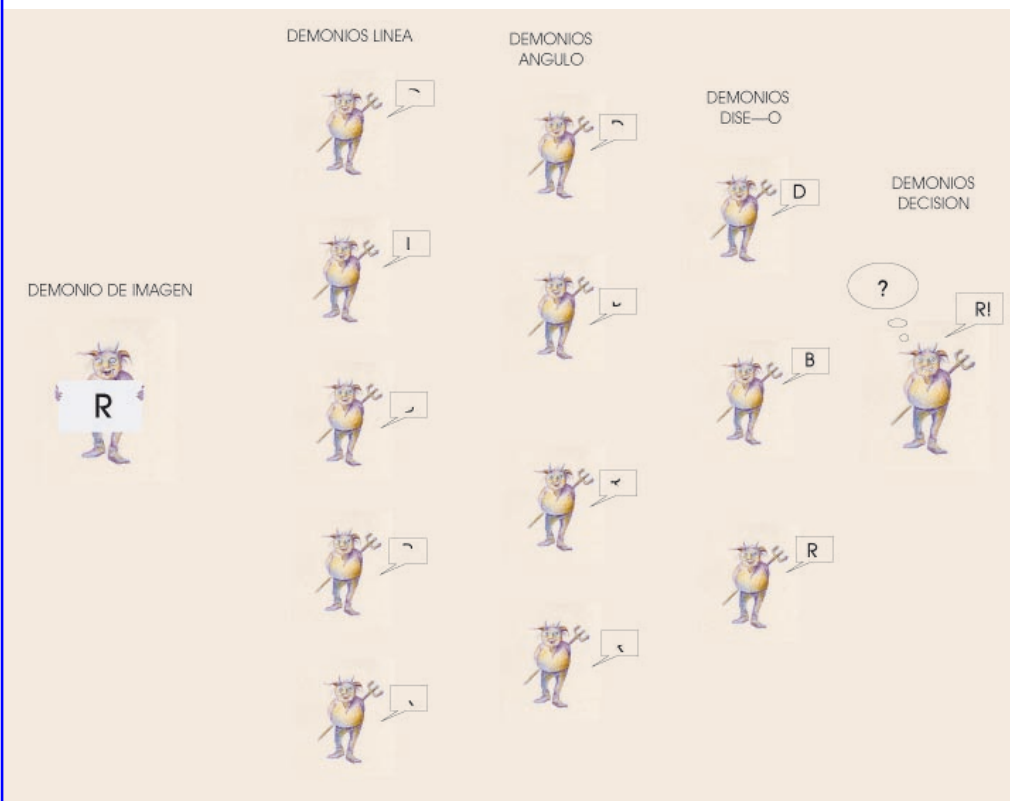 DEMONIOS LINEA
DEMONIOS
ANGULO
DEMONIOS
DISE—O
DEMONIOS
DECISION
DEMONIO DE IMAGEN
R
I
D
B
R
?
R!